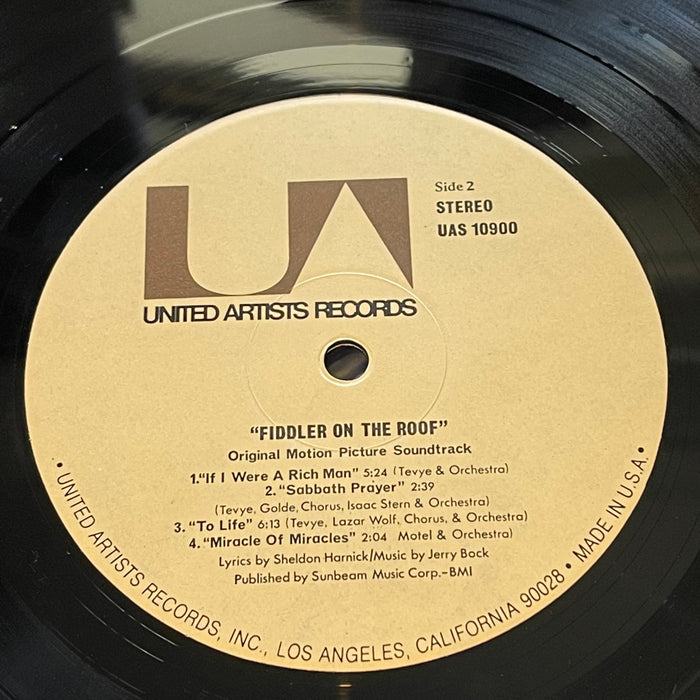 UA
Side 2
STEREO
UAS 10900
UNITED ARTISTS RECORDS
"FIDDLER ON THE ROOF"
Original Motion Picture Soundtrack
1."If I Were A Rich Man" 5:24 (Tevye & Orchestra)
2. "Sabbath Prayer" 2:39
(Tevye, Golde, Chorus, Isaac Stern & Orchestra)
3. "To Life" 6:13 (Tevye, Lazar Wolf, Chorus, & Orchestra)
4. "Miracle Of Miracles" 2:04 Motel & Orchestra)
Lyrics by Sheldon Harnick/Music by Jerry Bock
Published by Sunbeam Music Corp.-BMI
• UNITED ARTISTS RECORDS, INC., LOS ANGELES, CALIFORNIA 90028 • MADE IN U.S.A. •